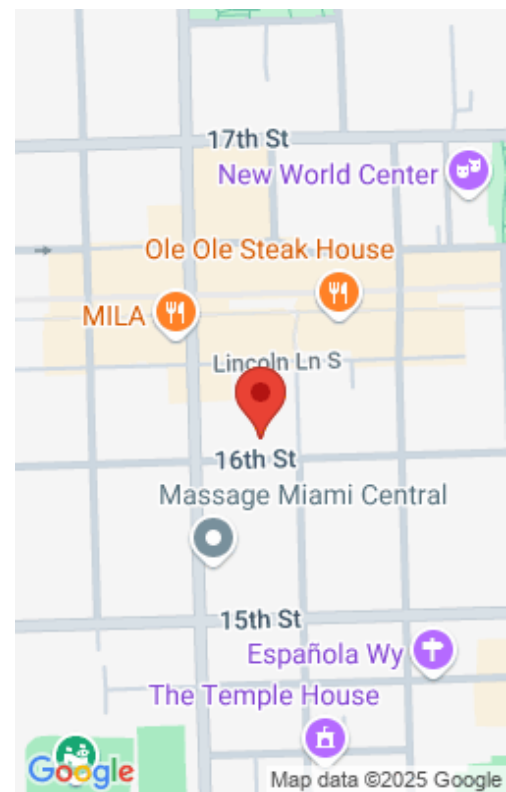 17th St
New World Center
Ole Ole Steak House
MILA
Lincoln Ln S
16th St
Massage Miami Central
15th St
Española Wy
The Temple House
Google
Map data ©2025 Google